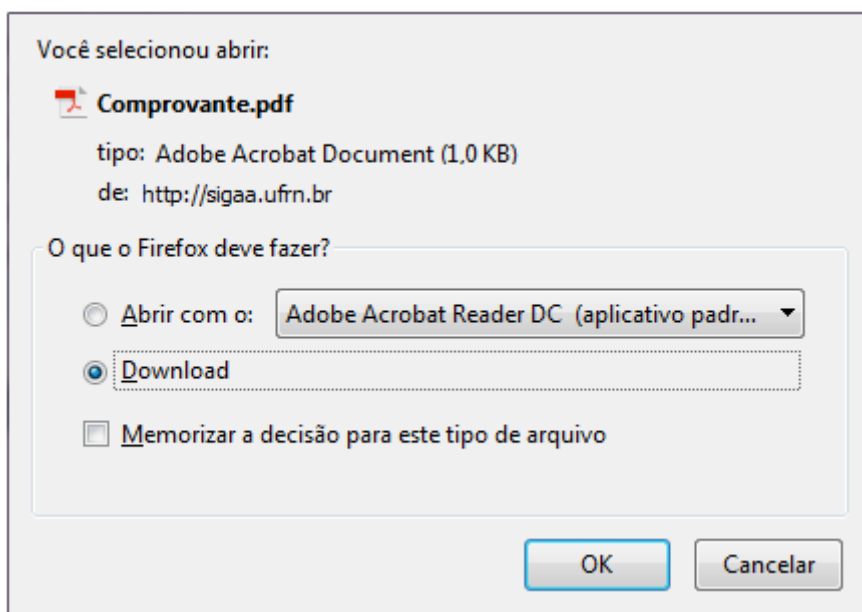 Você selecionou abrir:
Comprovante.pdf
tipo: Adobe Acrobat Document (1,0 KB)
de: http://sigaa.ufrn.br
O que o Firefox deve fazer?
Abrir com o: Adobe Acrobat Reader DC (aplicativo padr...
Download
Memorizar a decisão para este tipo de arquivo
OK Cancelar